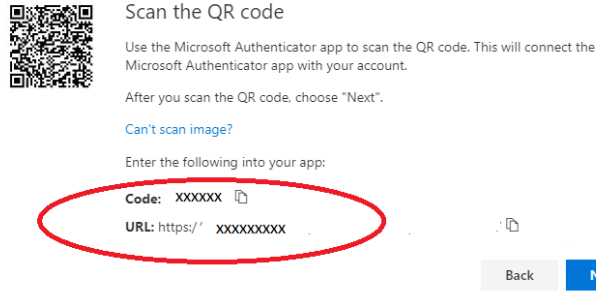 Scan the QR code
Use the Microsoft Authenticator app to scan the QR code. This will connect the
Microsoft Authenticator app with your account.
After you scan the QR code, choose "Next".
Can't scan image?
Enter the following into your app:
Code: XXXXXX
URL: https:/ XXXXXXXXX
Back
N